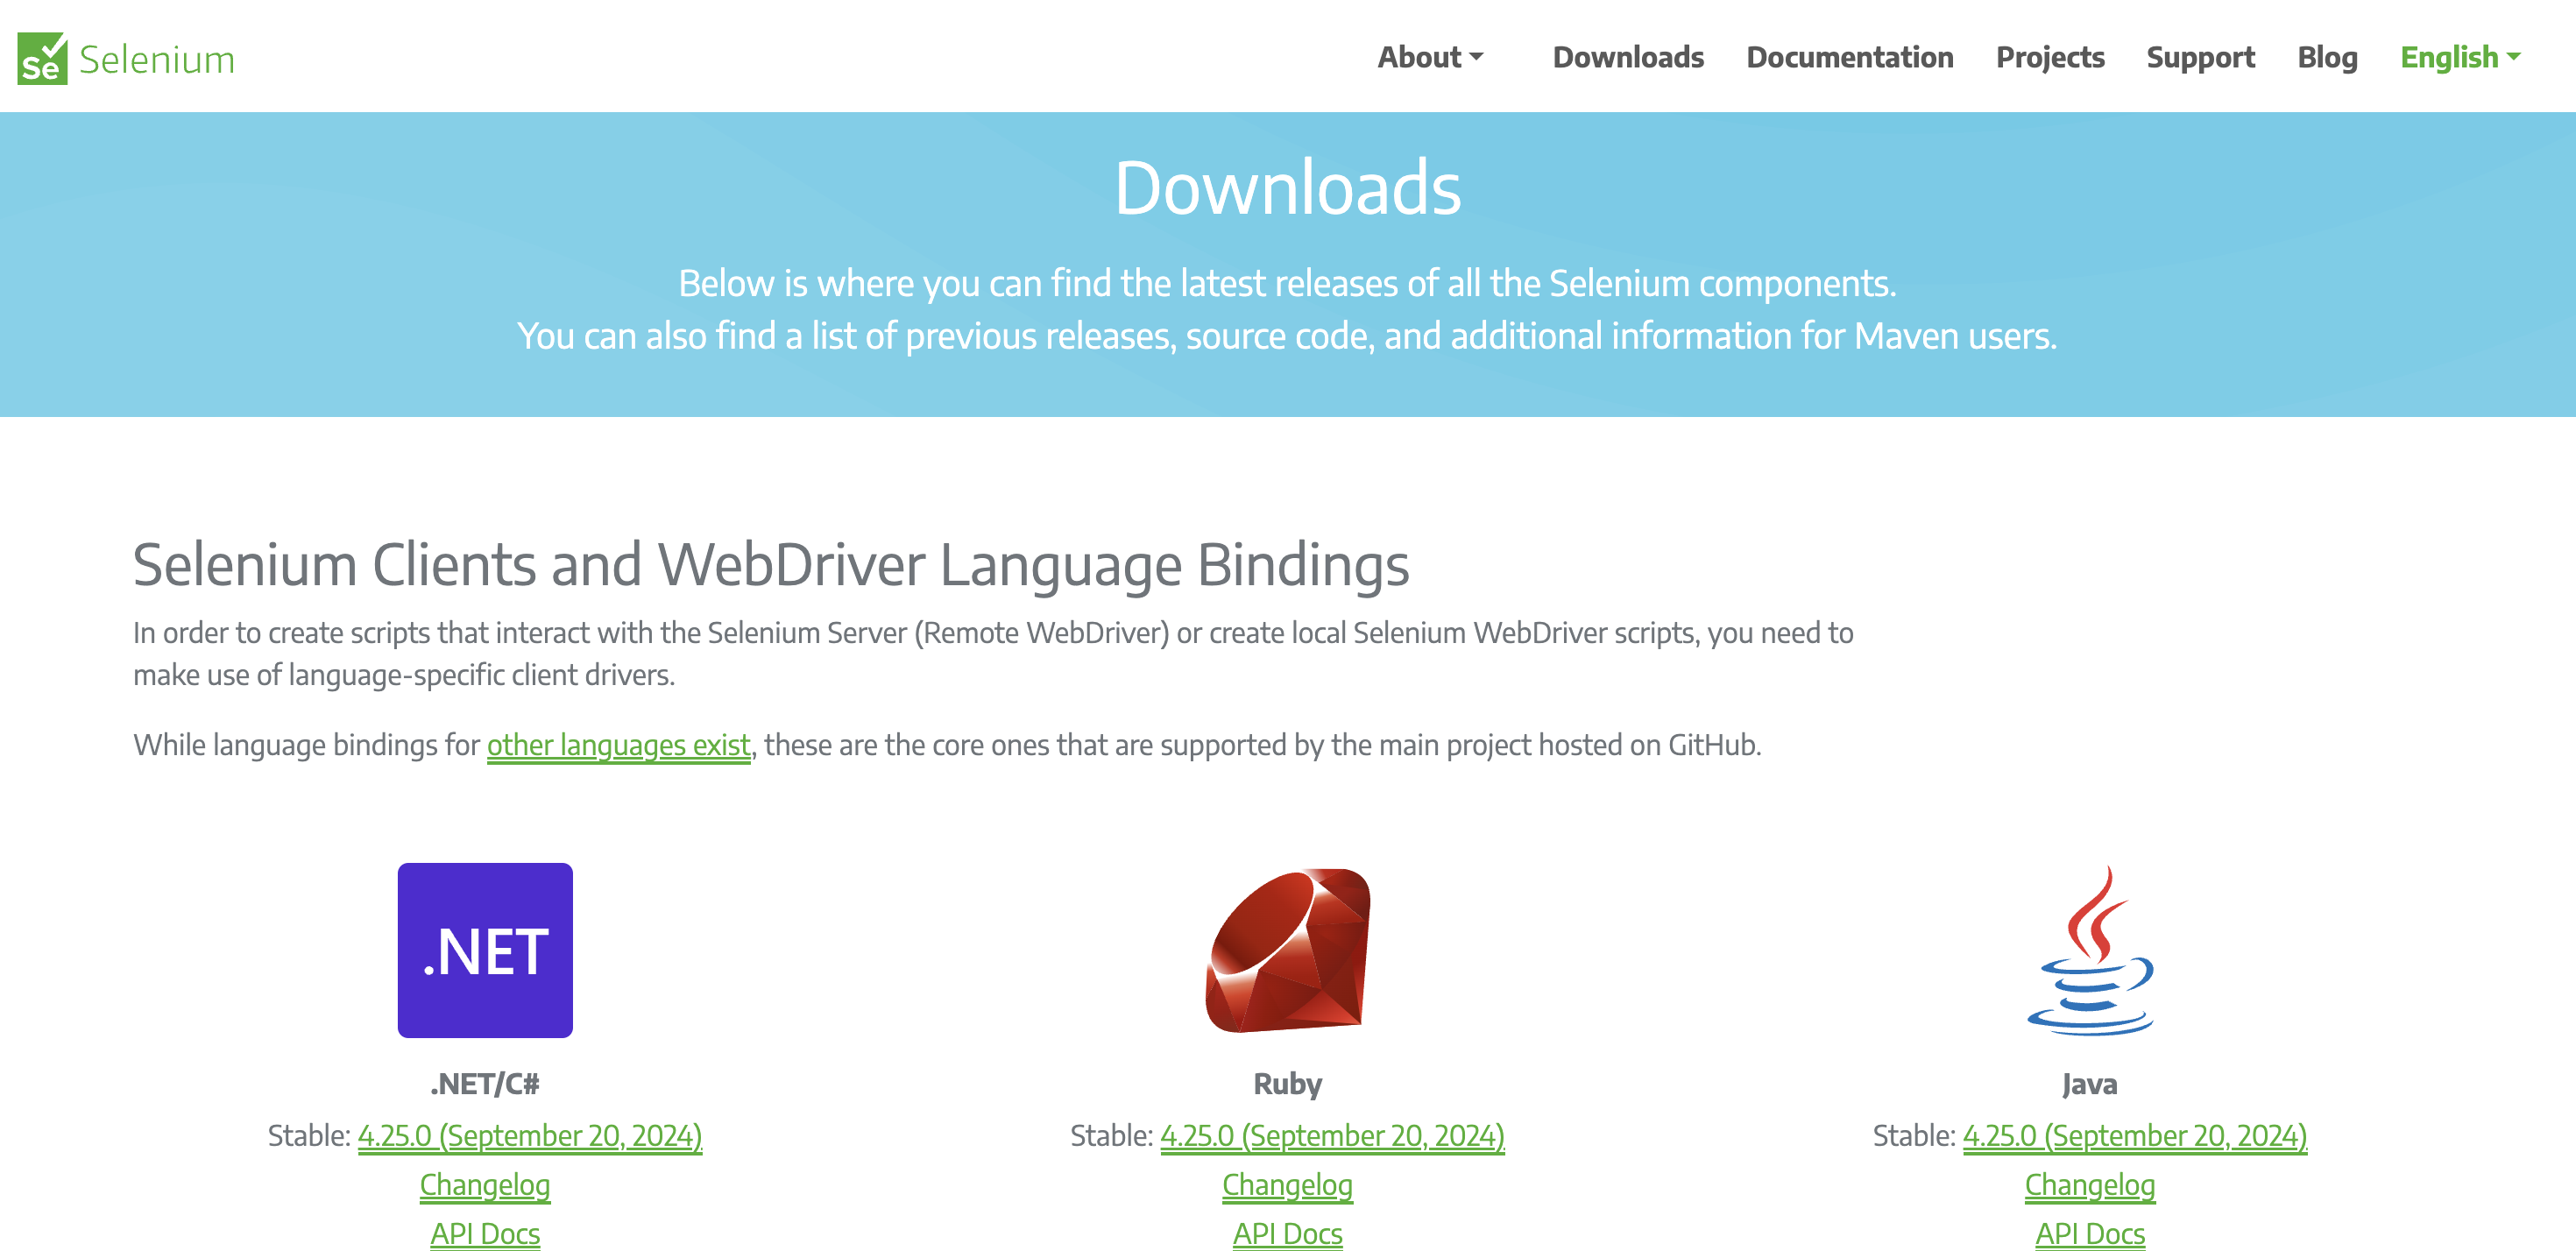 Se Selenium
About Downloads Documentation Projects Support Blog English
Downloads
Below is where you can find the latest releases of all the Selenium components.
You can also find a list of previous releases, source code, and additional information for Maven users.
Selenium Clients and WebDriver Language Bindings
In order to create scripts that interact with the Selenium Server (Remote WebDriver) or create local Selenium WebDriver scripts, you need to
make use of language-specific client drivers.
While language bindings for other languages exist, these are the core ones that are supported by the main project hosted on GitHub.
.NET
.NET/C#
Stable: 4.25.0 (September 20, 2024)
Changelog
API Docs
Ruby
Stable: 4.25.0 (September 20, 2024)
Changelog
API Docs
Java
Stable: 4.25.0 (September 20, 2024)
Changelog
API Docs